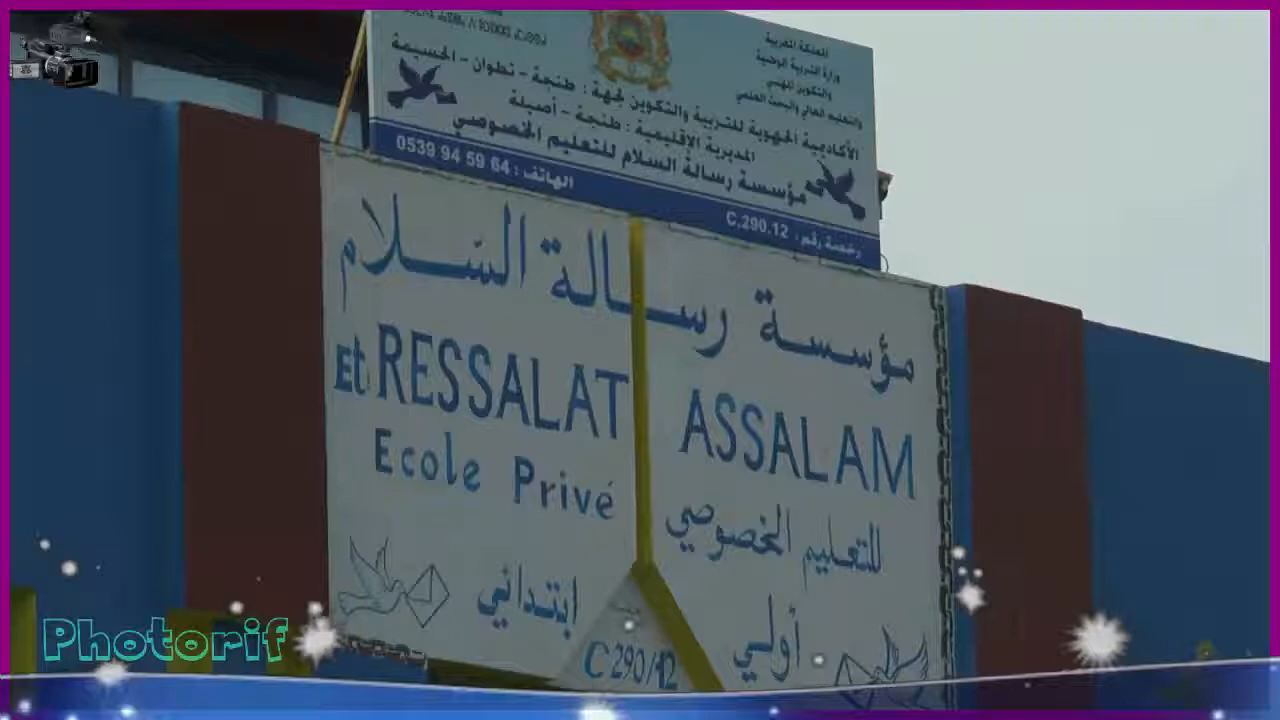 المملكة المغربية
وزارة التربية الوطنية
والتكوين المهني
والتعليم العالي والبحث العلمي
الأكاديمية الجهوية للتربية والتكوين لجهة : طنجة - تطوان - الحسيمة
المديرية الإقليمية : طنجة - أصيلة
مؤسسة رسالة السلام للتعليم الخصوصي
رخصة رقم: C.290.12
الهاتف : 0539 94 59 64
مؤسسة رسالة السلام
Et RESSALAT ASSALAM
Ecole Privé
للتعليم الخصوصي
أولي ابتدائي
C 290/12
Photorif